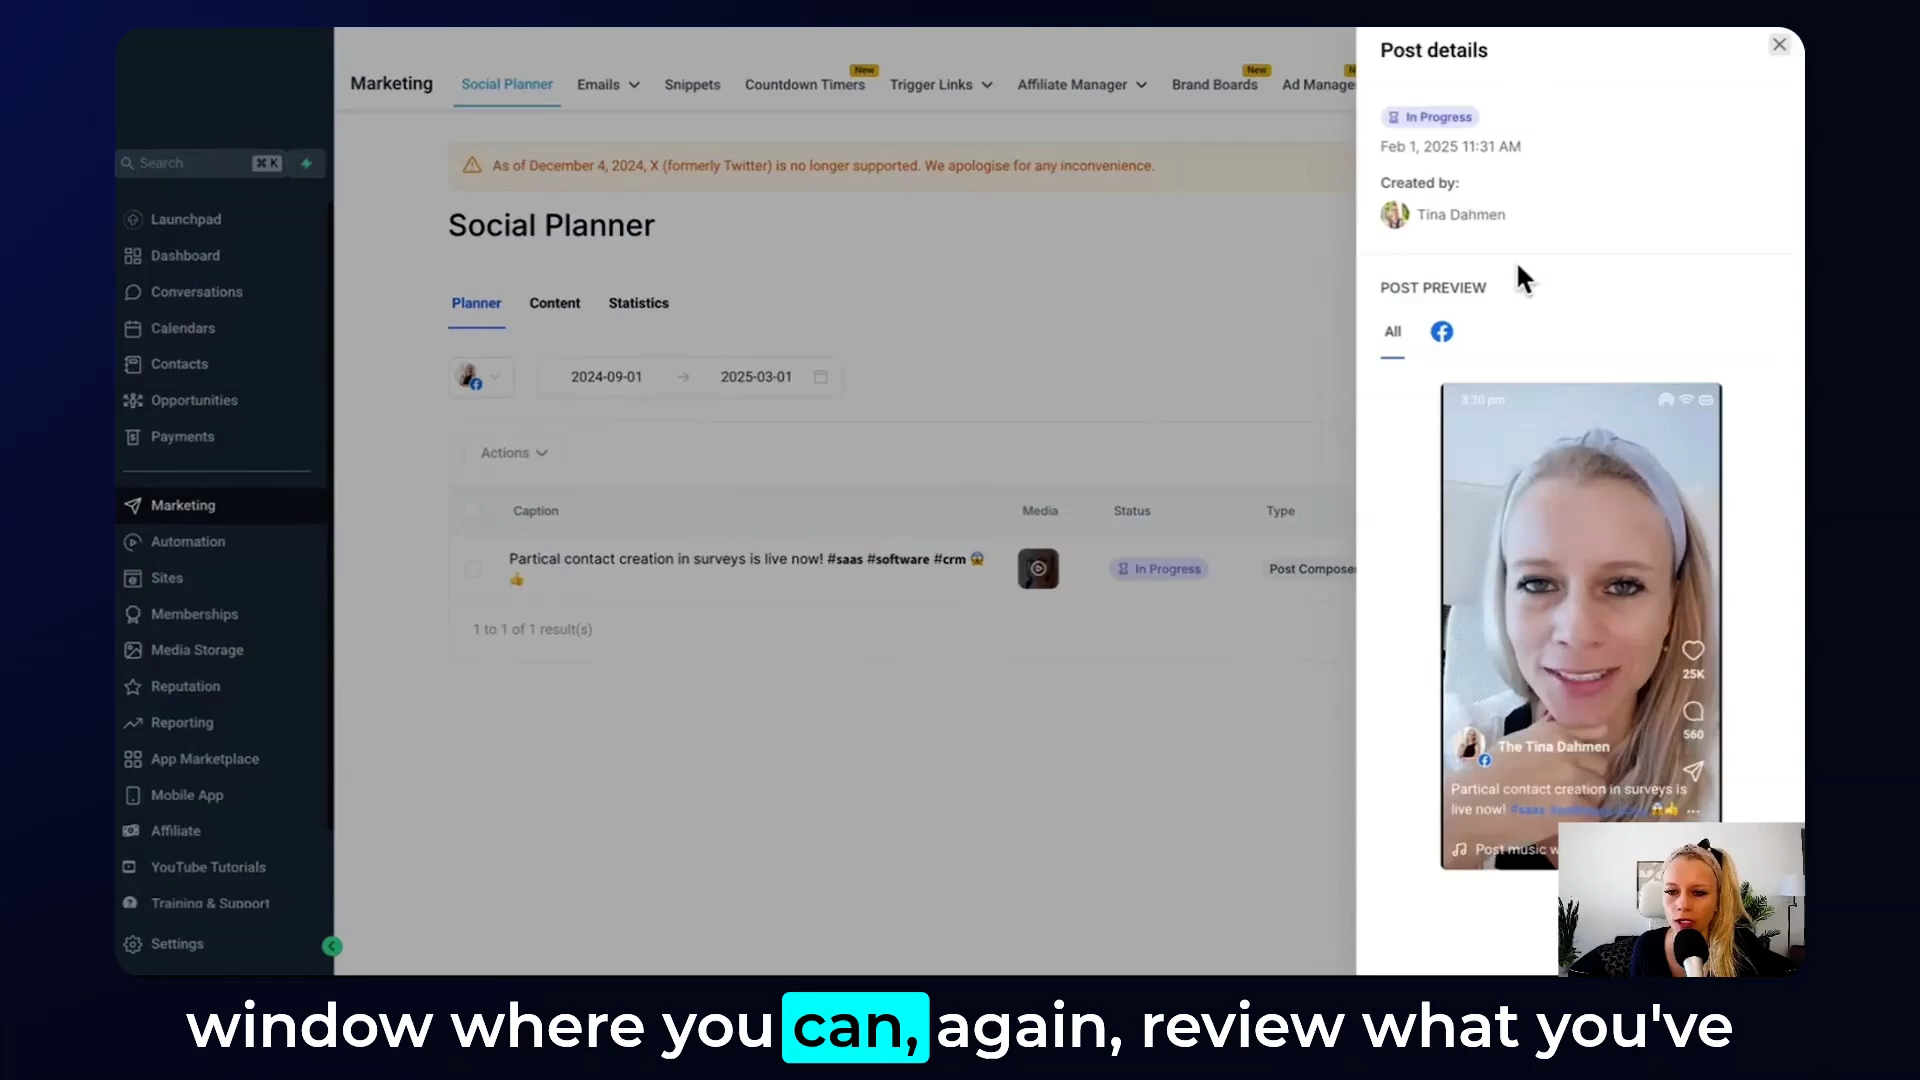 Search
⌘ K
Launchpad
Dashboard
Conversations
Calendars
Contacts
Opportunities
Payments
Marketing
Automation
Sites
Memberships
Media Storage
Reputation
Reporting
App Marketplace
Mobile App
Affiliate
YouTube Tutorials
Training & Support
Settings
Marketing
Social Planner
Emails
Snippets
Countdown Timers
New
Trigger Links
Affiliate Manager
Brand Boards
New
Ad Manage
As of December 4, 2024, X (formerly Twitter) is no longer supported. We apologise for any inconvenience.
Social Planner
Planner
Content
Statistics
2024-09-01 → 2025-03-01
Actions
Caption
Media
Status
Type
Partical contact creation in surveys is live now! #saas #software #crm 😱
👍
In Progress
Post Compose
1 to 1 of 1 result(s)
Post details
In Progress
Feb 1, 2025 11:31 AM
Created by:
Tina Dahmen
POST PREVIEW
All
3:30 pm
25K
560
The Tina Dahmen
Partical contact creation in surveys is
live now! #saas 😱👍 ...
Post music w
window where you can, again, review what you've